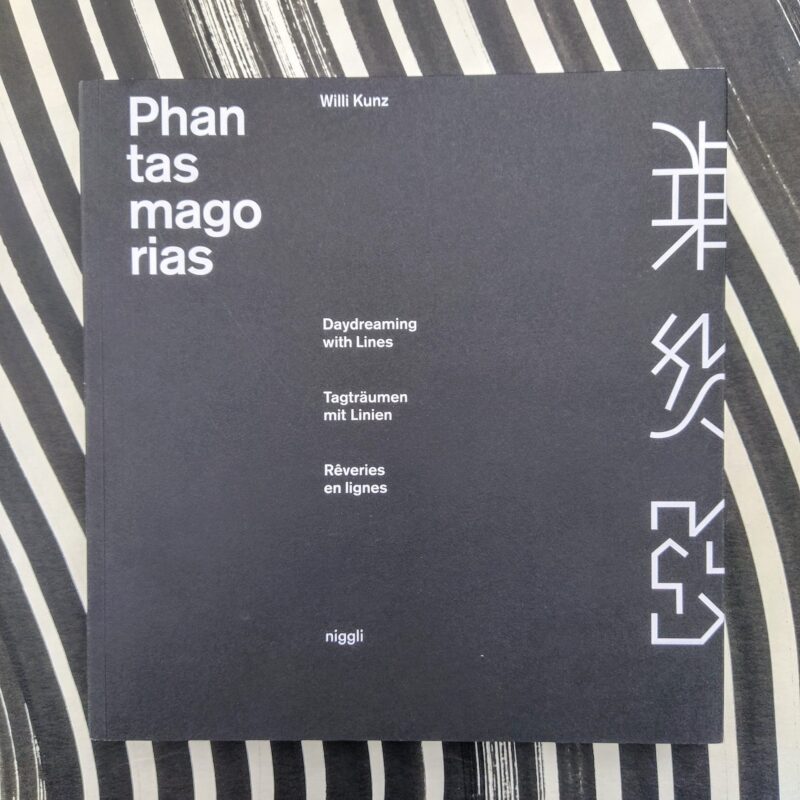 Phan
tas
mago
rias
Willi Kunz
Daydreaming
with Lines
Tagträumen
mit Linien
Rêveries
en lignes
niggli